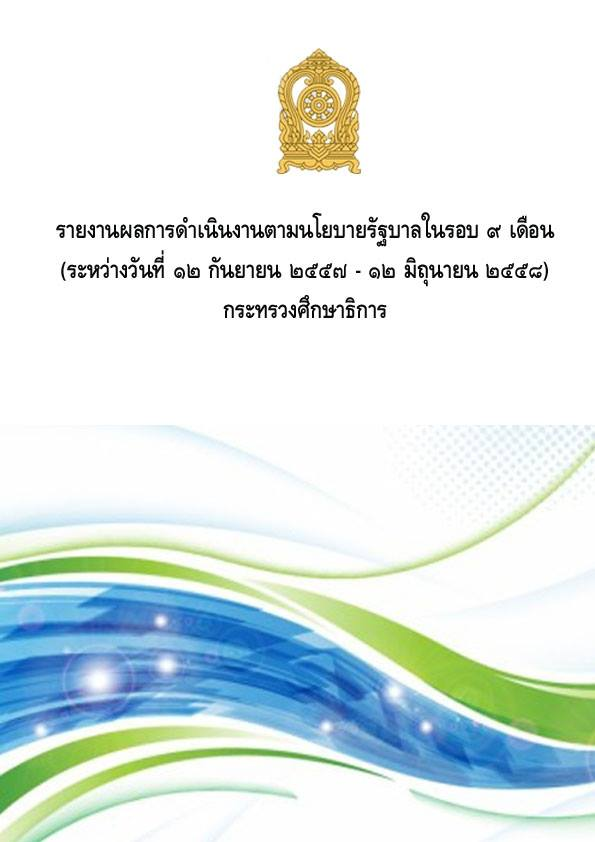 รายงานผลการดำเนินงานตามนโยบายรัฐบาลในรอบ ๙ เดือน
(ระหว่างวันที่ ๑๒ กันยายน ๒๕๕๗ - ๑๒ มิถุนายน ๒๕๕๘)
กระทรวงศึกษาธิการ